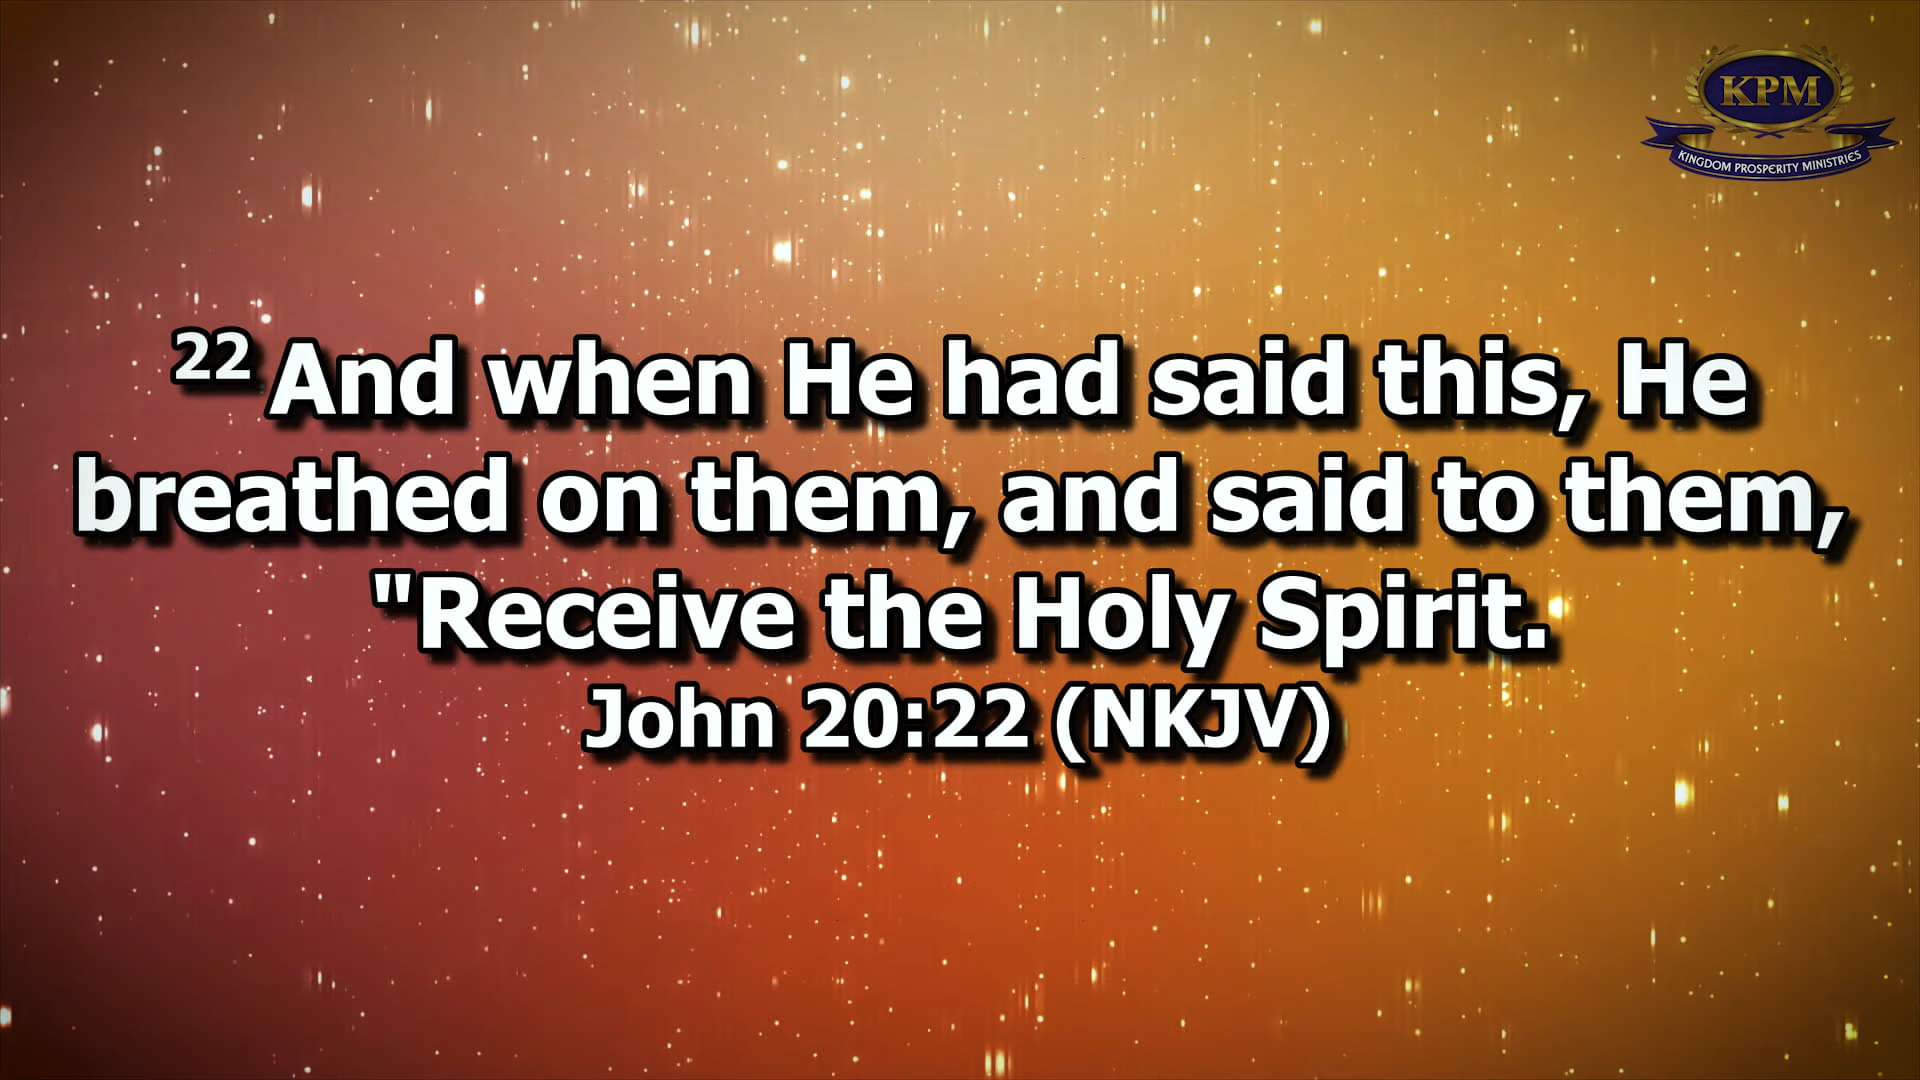 KPM
KINGDOM PROSPERITY MINISTRIES
22 And when He had said this, He
breathed on them, and said to them,
"Receive the Holy Spirit.
John 20:22 (NKJV)